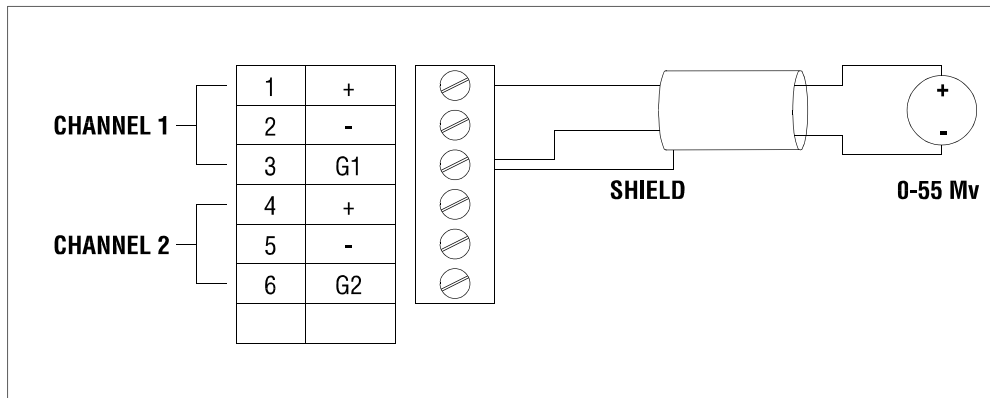 1 +
CHANNEL 1 2 -
3 G1
4 +
CHANNEL 2 5 -
6 G2
SHIELD
+
-
0-55 Mv